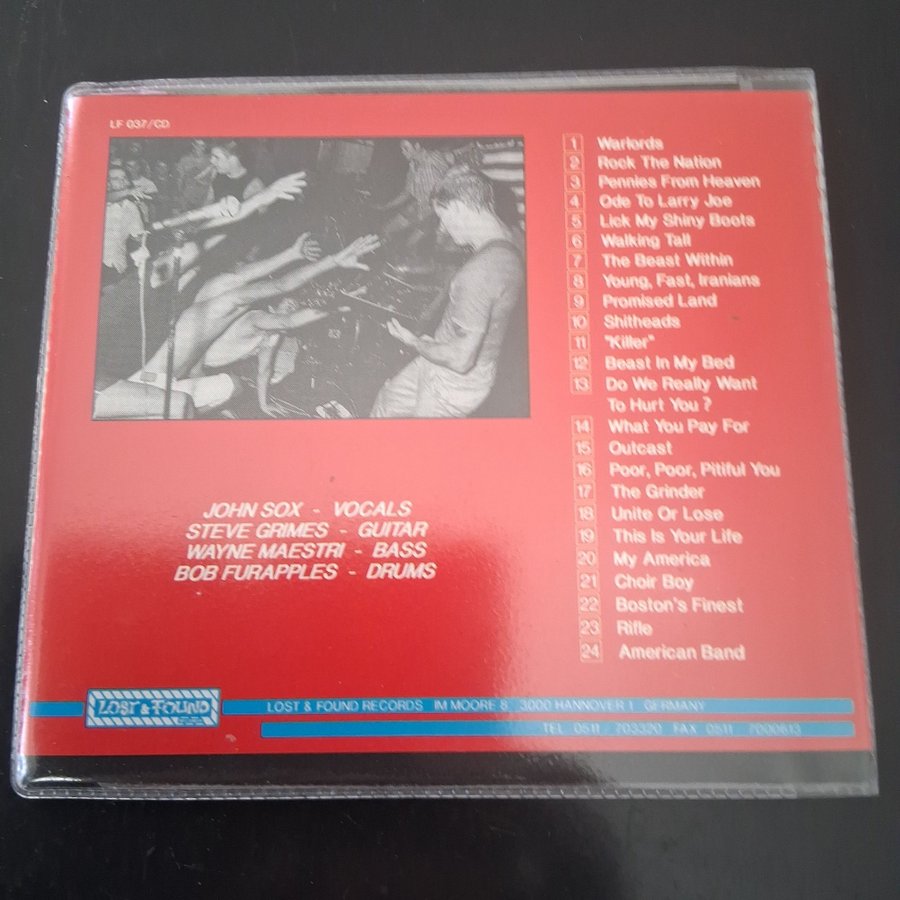 LF 037/CD
1 Warlords
2 Rock The Nation
3 Pennies From Heaven
4 Ode To Larry Joe
5 Lick My Shiny Boots
6 Walking Tall
7 The Beast Within
8 Young, Fast, Iranians
9 Promised Land
10 Shitheads
11 "Killer"
12 Beast In My Bed
13 Do We Really Want
To Hurt You ?
14 What You Pay For
15 Outcast
16 Poor, Poor, Pitiful You
17 The Grinder
18 Unite Or Lose
19 This Is Your Life
20 My America
21 Choir Boy
22 Boston's Finest
23 Rifle
24 American Band
JOHN SOX - VOCALS
STEVE GRIMES - GUITAR
WAYNE MAESTRI - BASS
BOB FURAPPLES - DRUMS
LOST & FOUND
LOST & FOUND RECORDS IM MOORE 8 3000 HANNOVER 1 GERMANY
TEL 0511 / 703320 FAX 0511 / 7000613